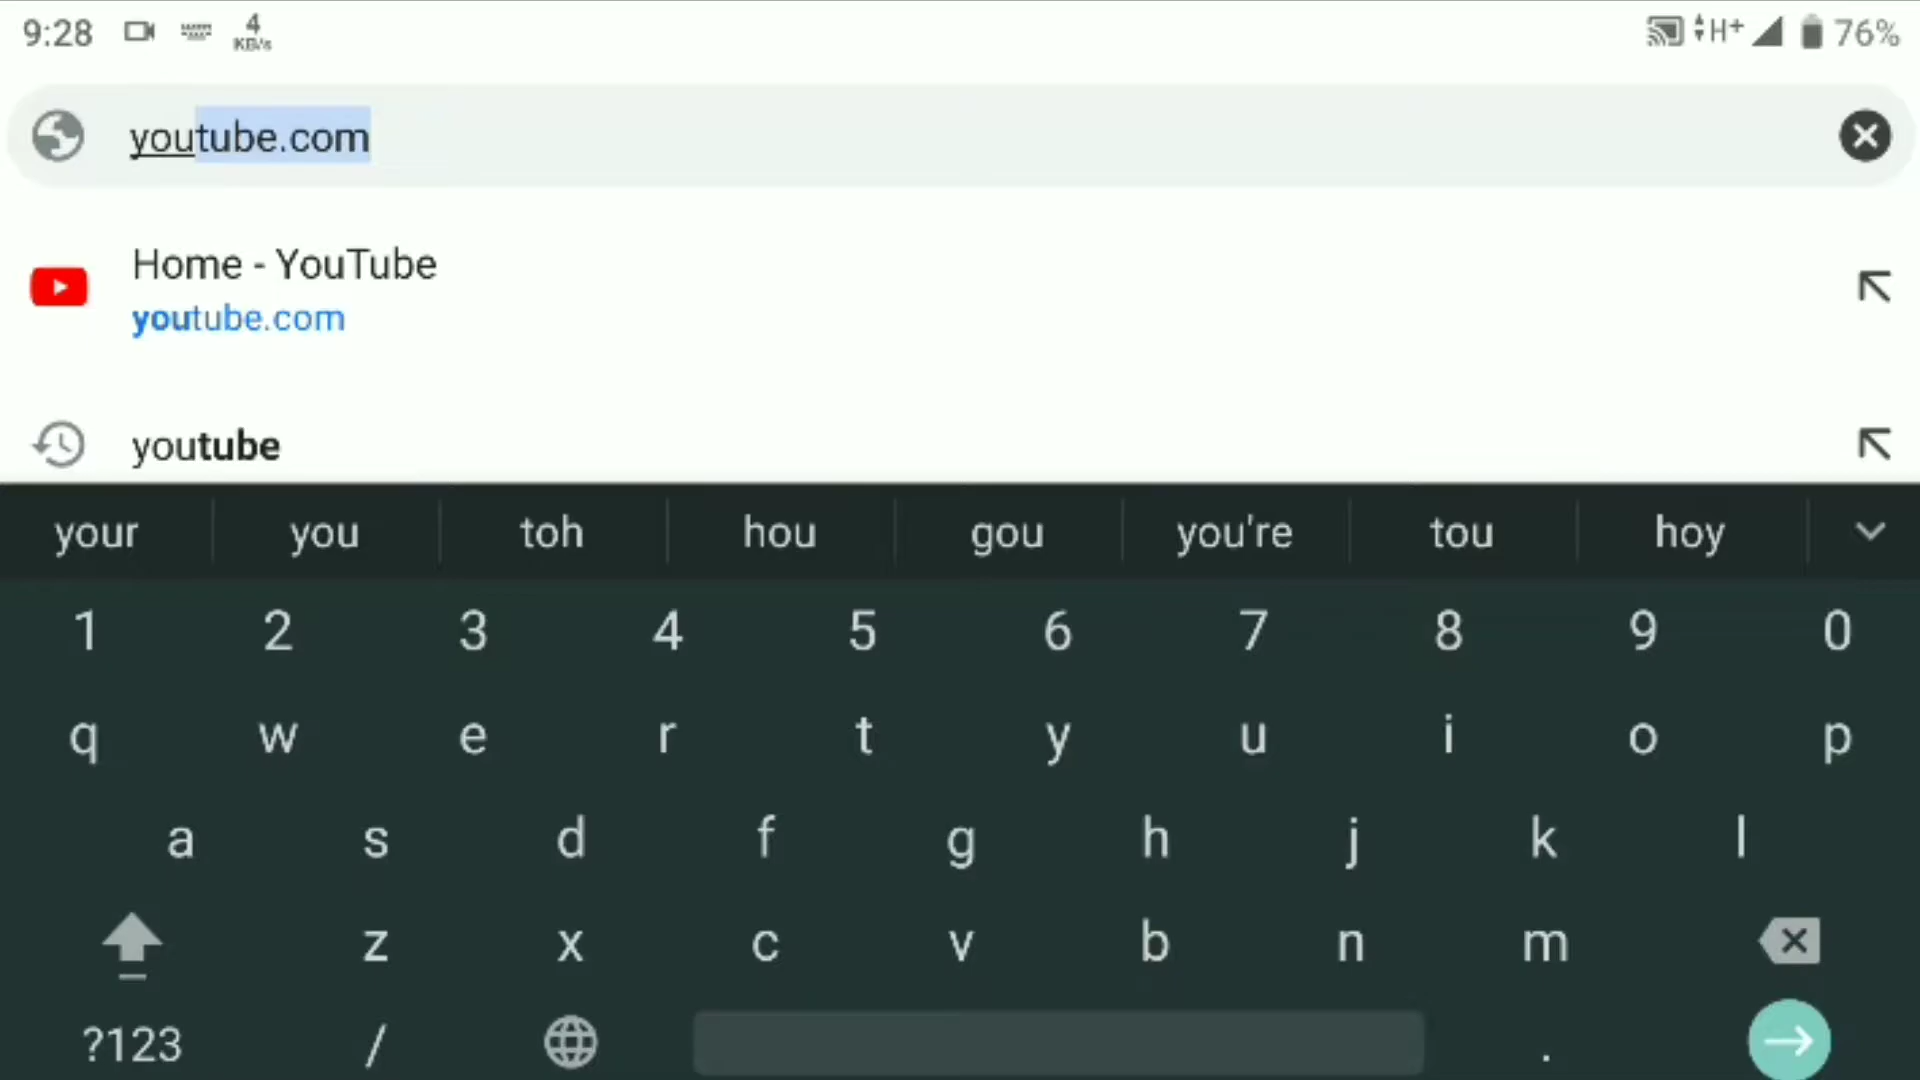 9:28 4 KB/s H+ 76%
youtube.com
Home - YouTube
youtube.com
youtube
your you toh hou gou you're tou hoy
1 2 3 4 5 6 7 8 9 0
q w e r t y u i o p
a s d f g h j k l
z x c v b n m
?123 / .